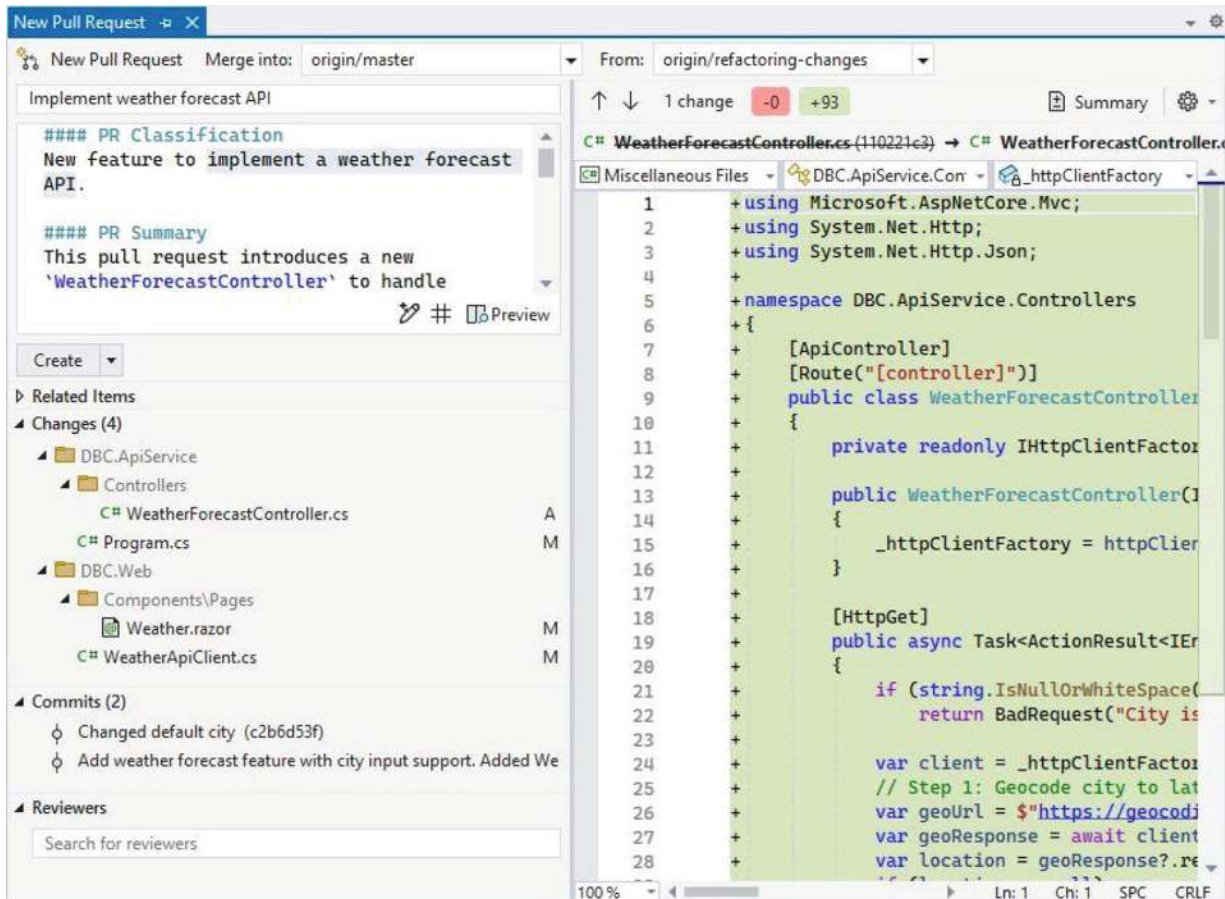 New Pull Request
New Pull Request Merge into: origin/master From: origin/refactoring-changes
Implement weather forecast API
#### PR Classification
New feature to implement a weather forecast
API.
#### PR Summary
This pull request introduces a new
`WeatherForecastController` to handle
Preview
Create
Related Items
Changes (4)
DBC.ApiService
Controllers
C# WeatherForecastController.cs A
C# Program.cs M
DBC.Web
Components\Pages
Weather.razor M
C# WeatherApiClient.cs M
Commits (2)
Changed default city (c2b6d53f)
Add weather forecast feature with city input support. Added We
Reviewers
Search for reviewers
1 change -0 +93 Summary
C# WeatherForecastController.cs (110221c3) → C# WeatherForecastController.c
C# Miscellaneous Files DBC.ApiService.Con _httpClientFactory
1 +using Microsoft.AspNetCore.Mvc;
2 +using System.Net.Http;
3 +using System.Net.Http.Json;
4 +
5 +namespace DBC.ApiService.Controllers
6 +{
7 + [ApiController]
8 + [Route("[controller]")]
9 + public class WeatherForecastController
10 + {
11 + private readonly IHttpClientFactor
12 +
13 + public WeatherForecastController(I
14 + {
15 + _httpClientFactory = httpClier
16 + }
17 +
18 + [HttpGet]
19 + public async Task<ActionResult<IEn
20 + {
21 + if (string.IsNullOrWhiteSpace(
22 + return BadRequest("City is
23 +
24 + var client = _httpClientFactor
25 + // Step 1: Geocode city to lat
26 + var geoUrl = $"https://geocodi
27 + var geoResponse = await client
28 + var location = geoResponse?.re
100 % Ln: 1 Ch: 1 SPC CRLF